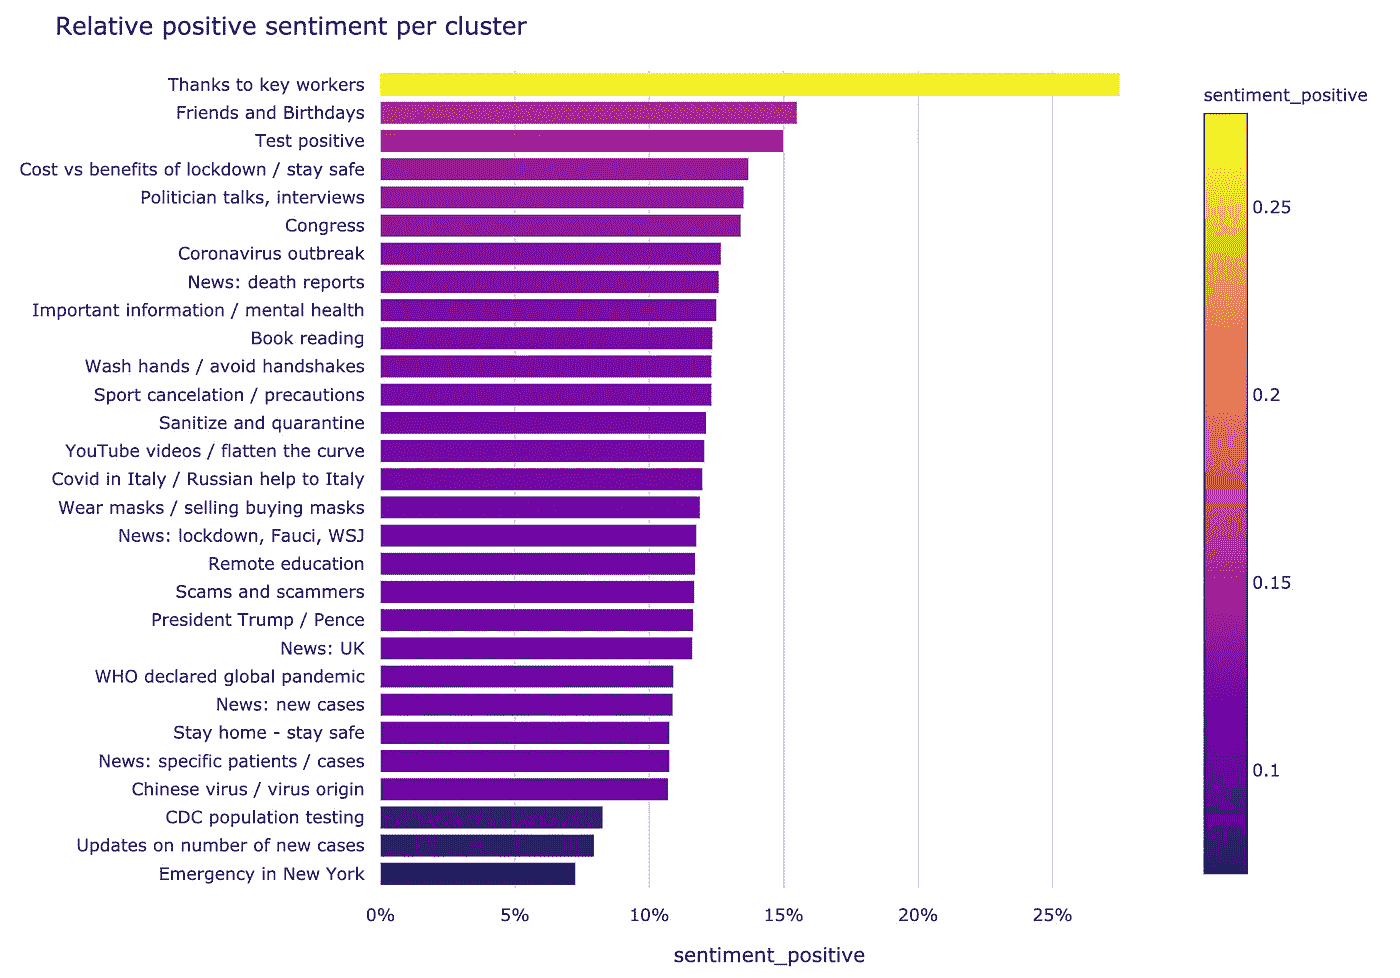 Relative positive sentiment per cluster
Thanks to key workers
Friends and Birthdays
Test positive
Cost vs benefits of lockdown / stay safe
Politician talks, interviews
Congress
Coronavirus outbreak
News: death reports
Important information / mental health
Book reading
Wash hands / avoid handshakes
Sport cancelation / precautions
Sanitize and quarantine
YouTube videos / flatten the curve
Covid in Italy / Russian help to Italy
Wear masks / selling buying masks
News: lockdown, Fauci, WSJ
Remote education
Scams and scammers
President Trump / Pence
News: UK
WHO declared global pandemic
News: new cases
Stay home - stay safe
News: specific patients / cases
Chinese virus / virus origin
CDC population testing
Updates on number of new cases
Emergency in New York
0% 5% 10% 15% 20% 25%
sentiment_positive
sentiment_positive
0.25
0.2
0.15
0.1